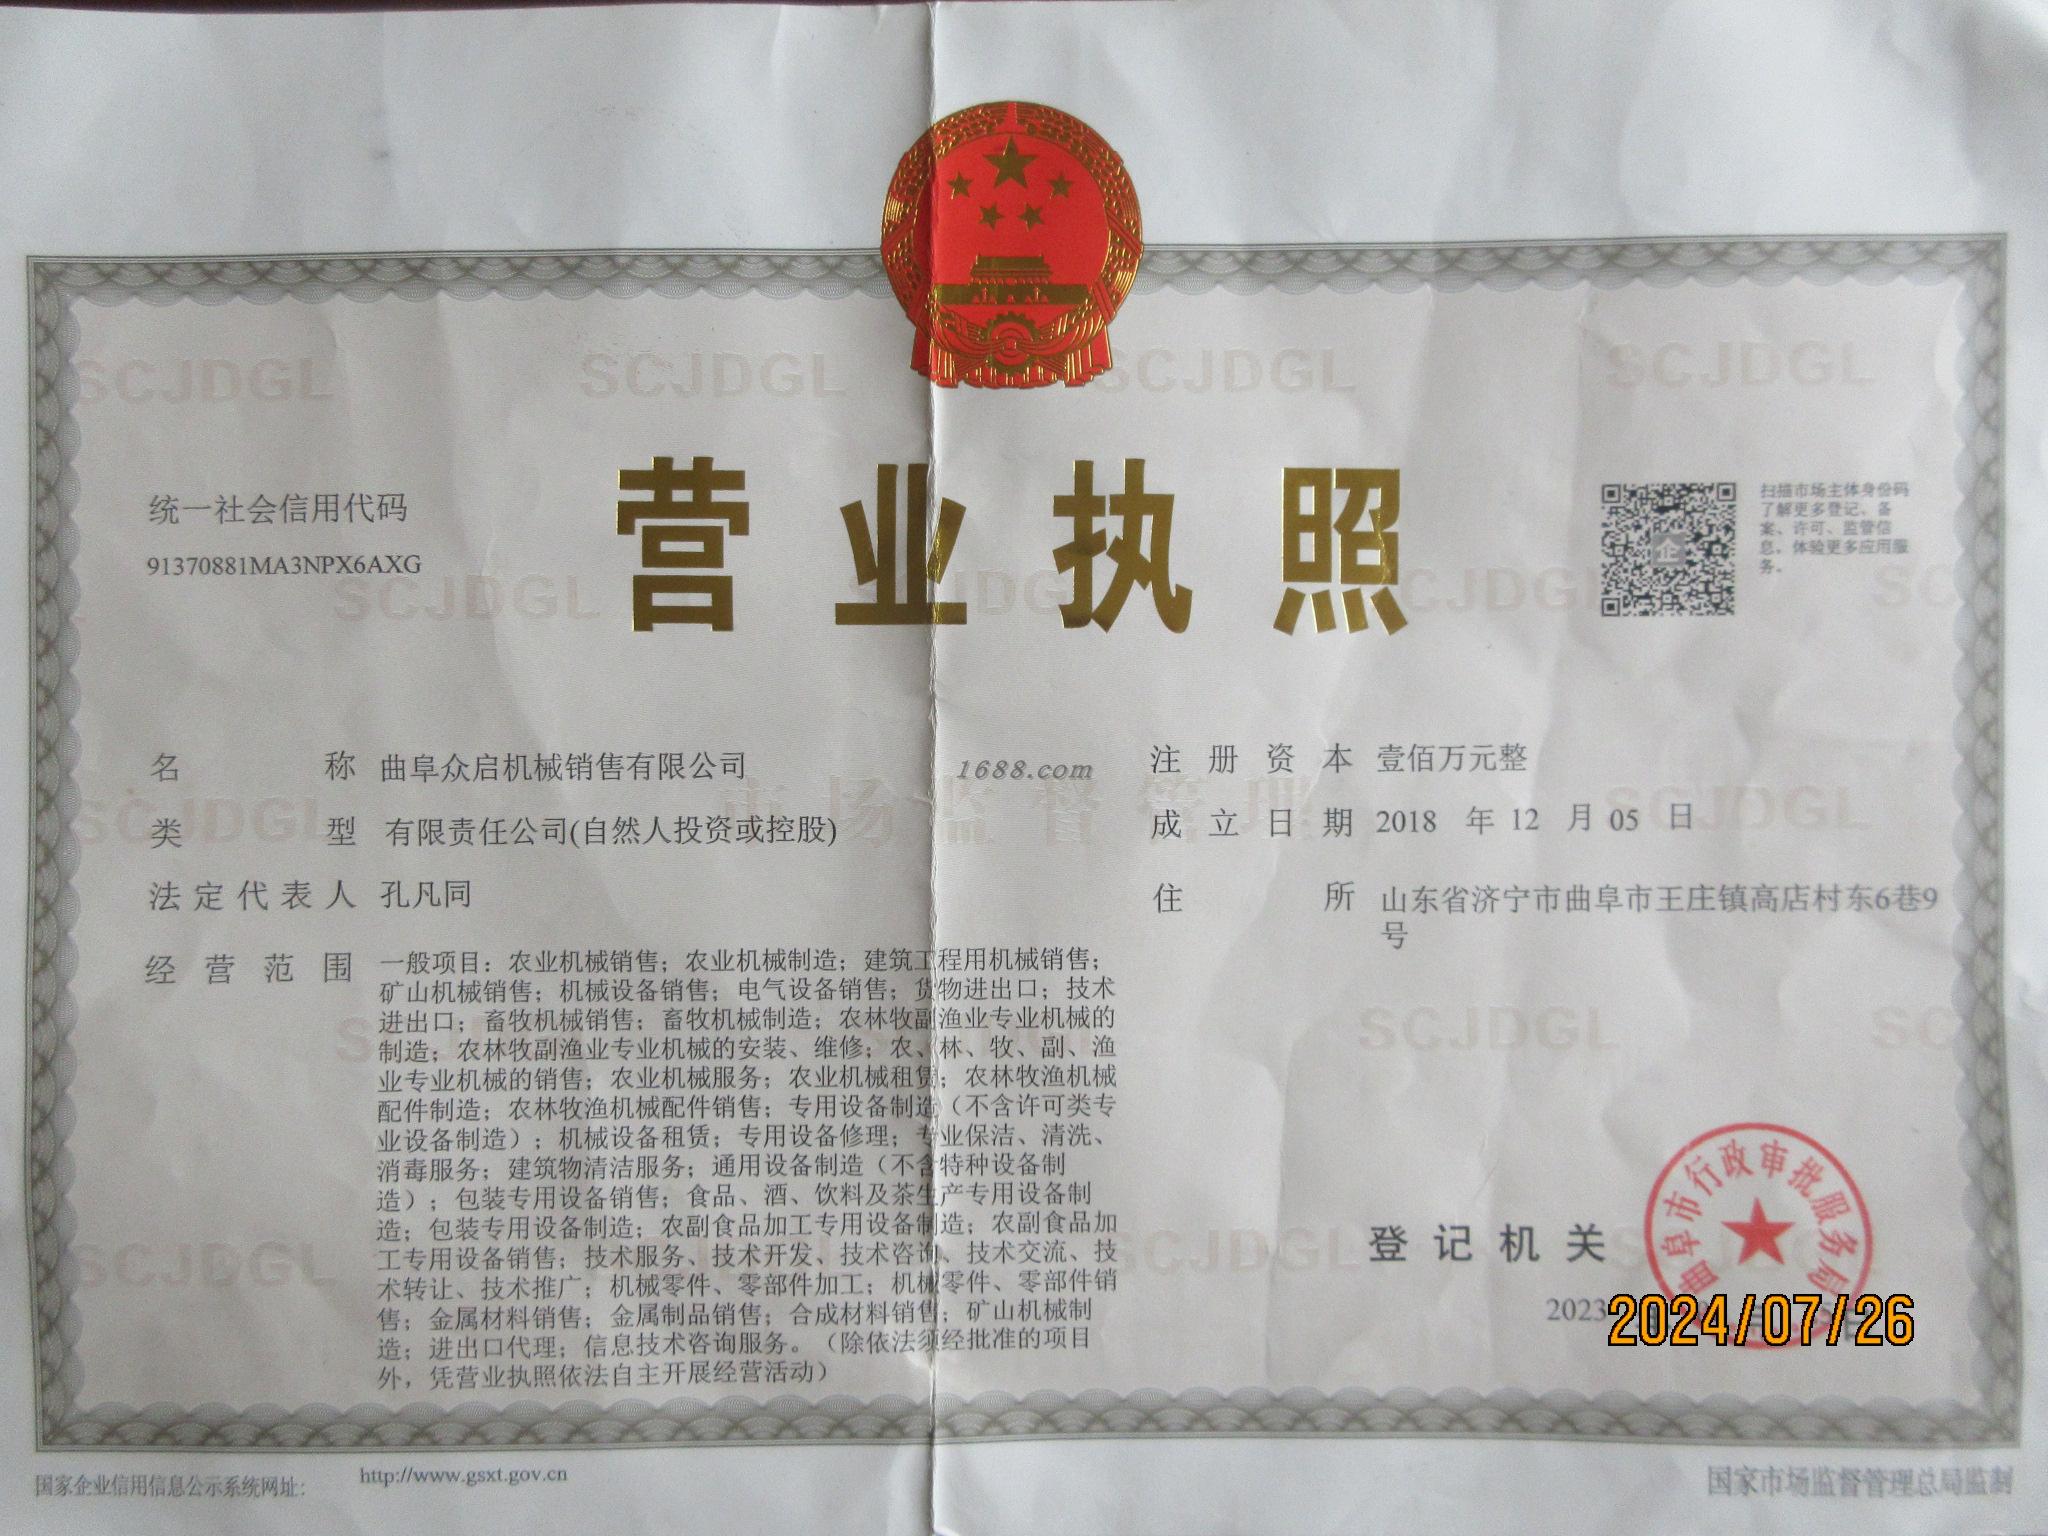 SCJDGL SCJDGL SCJDGL SCJDGL
营业执照
统一社会信用代码
91370881MA3NPX6AXG
扫描市场主体身份码
了解更多登记、备
案、许可、监管信
息，体验更多应用服
务。
企
SCJDGL SCJDGL SCJDGL SC
名称 曲阜众启机械销售有限公司
1688.com
注册资本 壹佰万元整
市场监督管理
SCJDGL SCJDGL
类型 有限责任公司(自然人投资或控股)
成立日期 2018 年 12 月 05 日
法定代表人 孔凡同
住所 山东省济宁市曲阜市王庄镇高店村东6巷9
号
经营范围 一般项目：农业机械销售；农业机械制造；建筑工程用机械销售；
矿山机械销售；机械设备销售；电气设备销售；货物进出口；技术
进出口；畜牧机械销售；畜牧机械制造；农林牧副渔业专业机械的
制造；农林牧副渔业专业机械的安装、维修；农、林、牧、副、渔
业专业机械的销售；农业机械服务；农业机械租赁；农林牧渔机械
配件制造；农林牧渔机械配件销售；专用设备制造（不含许可类专
业设备制造）；机械设备租赁；专用设备修理；专业保洁、清洗、
消毒服务；建筑物清洁服务；通用设备制造（不含特种设备制
造）；包装专用设备销售；食品、酒、饮料及茶生产专用设备制
造；包装专用设备制造；农副食品加工专用设备制造；农副食品加
工专用设备销售；技术服务、技术开发、技术咨询、技术交流、技
术转让、技术推广；机械零件、零部件加工；机械零件、零部件销
售；金属材料销售；金属制品销售；合成材料销售；矿山机械制
造；进出口代理；信息技术咨询服务。（除依法须经批准的项目
外，凭营业执照依法自主开展经营活动）
SCJDGL SC
SCJDGL SCJDGL
登记机关
曲阜市行政审批服务局
2023
2024/07/26
国家企业信用信息公示系统网址：
http://www.gsxt.gov.cn
国家市场监督管理总局监制